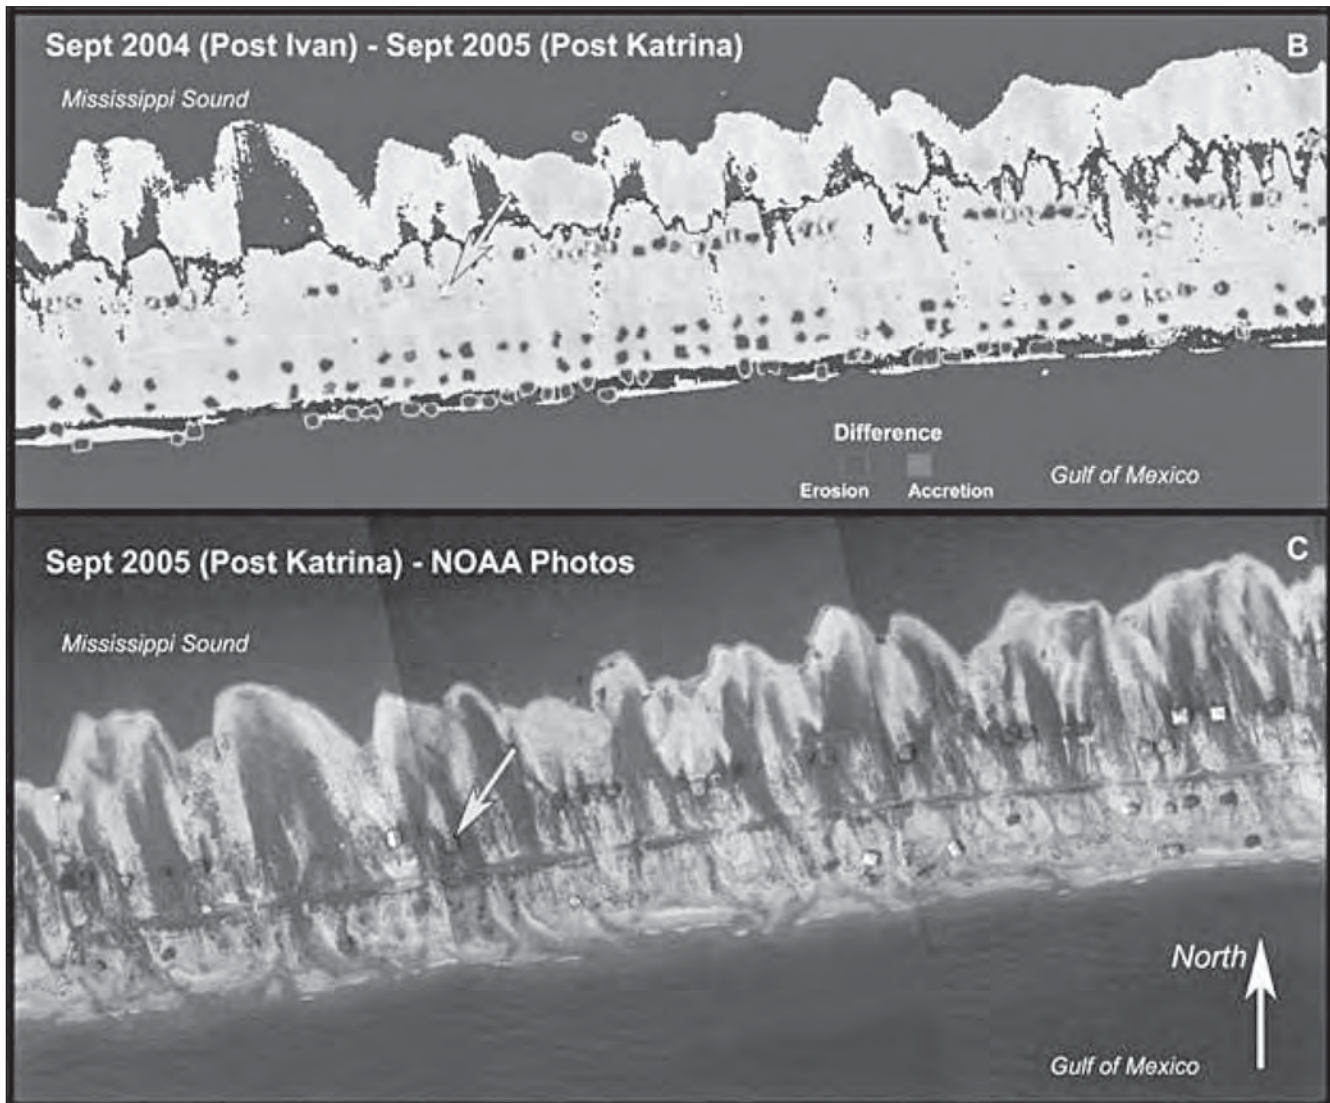 Sept 2004 (Post Ivan) - Sept 2005 (Post Katrina)
B
Mississippi Sound
Difference
Erosion Accretion
Gulf of Mexico
Sept 2005 (Post Katrina) - NOAA Photos
C
Mississippi Sound
North
Gulf of Mexico